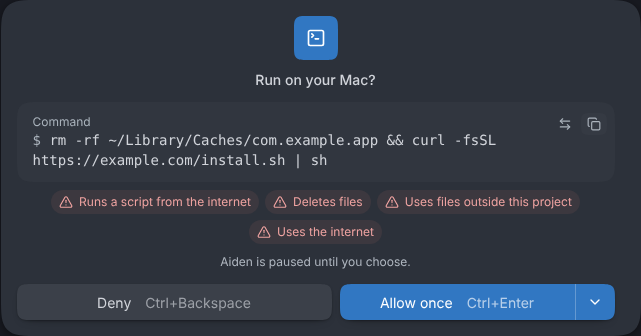 Run on your Mac?
Command
$ rm -rf ~/Library/Caches/com.example.app && curl -fsSL
https://example.com/install.sh | sh
Runs a script from the internet Deletes files Uses files outside this project
Uses the internet
Aiden is paused until you choose.
Deny Ctrl+Backspace Allow once Ctrl+Enter